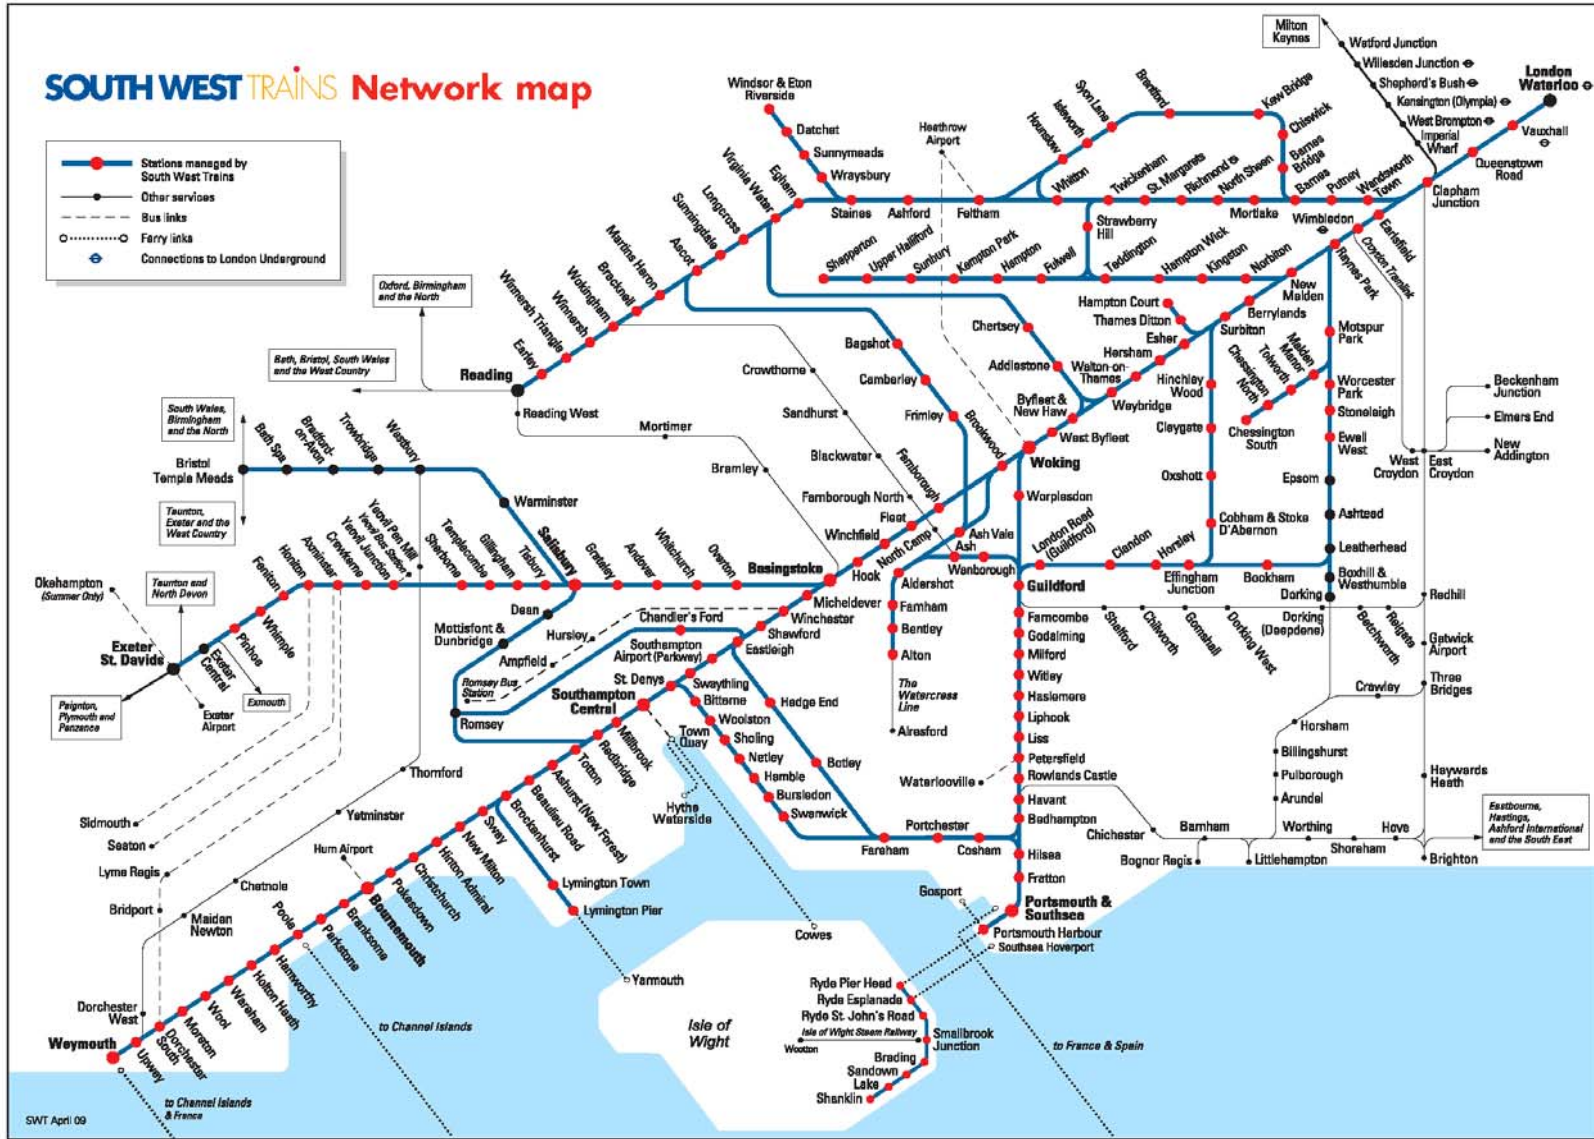 SOUTH WEST TRAINS Network map
Stations managed by
South West Trains
Other services
Bus links
Ferry links
Connections to London Underground
Milton
Keynes
Watford Junction
Willesden Junction
Shepherd's Bush
Kensington (Olympia)
West Brompton
Imperial
Wharf
London
Waterloo
Vauxhall
Queenstown
Road
Clapham
Junction
Windsor & Eton
Riverside
Datchet
Sunnymeads
Wraysbury
Heathrow
Airport
Hounslow
Isleworth
Syon Lane
Brentford
Kew Bridge
Chiswick
Barnes
Bridge
Staines
Ashford
Feltham
Whitton
Twickenham
St. Margarets
Richmond
North Sheen
Mortlake
Barnes
Putney
Wandsworth
Town
Wimbledon
Earlsfield
Raynes Park
Croydon Tramlink
Strawberry
Hill
Shepperton
Upper Halliford
Sunbury
Kempton Park
Hampton
Fulwell
Teddington
Hampton Wick
Kingston
Norbiton
New
Malden
Berrylands
Surbiton
Hampton Court
Thames Ditton
Esher
Hersham
Walton-on-
Thames
Weybridge
Byfleet &
New Haw
West Byfleet
Woking
Chertsey
Addlestone
Motspur
Park
Malden
Manor
Tolworth
Chessington
North
Chessington
South
Worcester
Park
Stoneleigh
Ewell
West
Epsom
Ashtead
Leatherhead
Boxhill &
Westhumble
Dorking
Hinchley
Wood
Claygate
Oxshott
Cobham & Stoke
D'Abernon
Beckenham
Junction
Elmers End
New
Addington
West
Croydon
East
Croydon
Egham
Virginia Water
Longcross
Sunningdale
Ascot
Martins Heron
Bracknell
Wokingham
Winnersh
Winnersh Triangle
Earley
Reading
Oxford, Birmingham
and the North
Bath, Bristol, South Wales
and the West Country
Reading West
Mortimer
Bramley
Crowthorne
Sandhurst
Blackwater
Farnborough North
Bagshot
Camberley
Frimley
Brookwood
Farnborough
Fleet
Winchfield
Hook
North Camp
Ash Vale
Ash
Wanborough
Worplesdon
London Road
(Guildford)
Clandon
Horsley
Effingham
Junction
Bookham
Guildford
South Wales,
Birmingham
and the North
Bristol
Temple Meads
Taunton,
Exeter and the
West Country
Bath Spa
Bradford-
on-Avon
Trowbridge
Westbury
Warminster
Salisbury
Okehampton
(Summer Only)
Taunton and
North Devon
Feniton
Honiton
Axminster
Crewkerne
Yeovil Junction
Yeovil Bus Station
Yeovil Pen Mill
Sherborne
Templecombe
Gillingham
Tisbury
Grateley
Andover
Whitchurch
Overton
Basingstoke
Exeter
St. Davids
Exeter
Central
Pinhoe
Whimple
Exmouth
Exeter
Airport
Paignton,
Plymouth and
Penzance
Dean
Mottisfont &
Dunbridge
Hursley
Ampfield
Romsey Bus
Station
Romsey
Chandler's Ford
Southampton
Airport (Parkway)
Micheldever
Winchester
Shawford
Eastleigh
Aldershot
Farnham
Bentley
Alton
The
Watercress
Line
Alresford
Farncombe
Godalming
Milford
Witley
Haslemere
Liphook
Liss
Petersfield
Rowlands Castle
Havant
Bedhampton
Hilsea
Fratton
Waterlooville
Shalford
Chilworth
Gomshall
Dorking West
Dorking
(Deepdene)
Betchworth
Reigate
Redhill
Gatwick
Airport
Three
Bridges
Crawley
Horsham
Billingshurst
Pulborough
Arundel
Haywards
Heath
Eastbourne,
Hastings,
Ashford International
and the South East
Chichester
Barnham
Worthing
Hove
Shoreham
Bognor Regis
Littlehampton
Brighton
St. Denys
Swaythling
Southampton
Central
Bitterne
Woolston
Sholing
Netley
Hamble
Bursledon
Swanwick
Hedge End
Botley
Fareham
Portchester
Cosham
Town
Quay
Hythe
Waterside
Millbrook
Redbridge
Totton
Ashurst (New Forest)
Beaulieu Road
Brockenhurst
Sway
New Milton
Hinton Admiral
Christchurch
Pokesdown
Bournemouth
Branksome
Parkstone
Poole
Hamworthy
Holton Heath
Wareham
Wool
Moreton
Dorchester
South
Upwey
Weymouth
Lymington Town
Lymington Pier
Yarmouth
Cowes
Hurn Airport
Thornford
Yetminster
Chetnole
Maiden
Newton
Dorchester
West
Sidmouth
Seaton
Lyme Regis
Bridport
Gosport
Portsmouth &
Southsea
Portsmouth Harbour
Southsea Hoverport
Ryde Pier Head
Ryde Esplanade
Ryde St. John's Road
Isle of Wight Steam Railway
Wootton
Smallbrook
Junction
Brading
Sandown
Lake
Shanklin
Isle of
Wight
to Channel Islands
to France & Spain
to Channel Islands
& France
SWT April 09